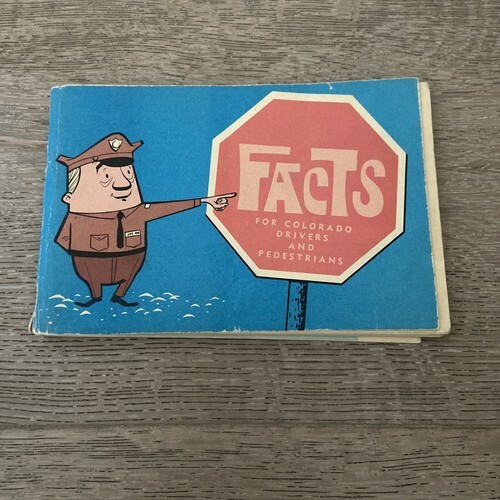 FACTS
FOR COLORADO
DRIVERS
AND
PEDESTRIANS